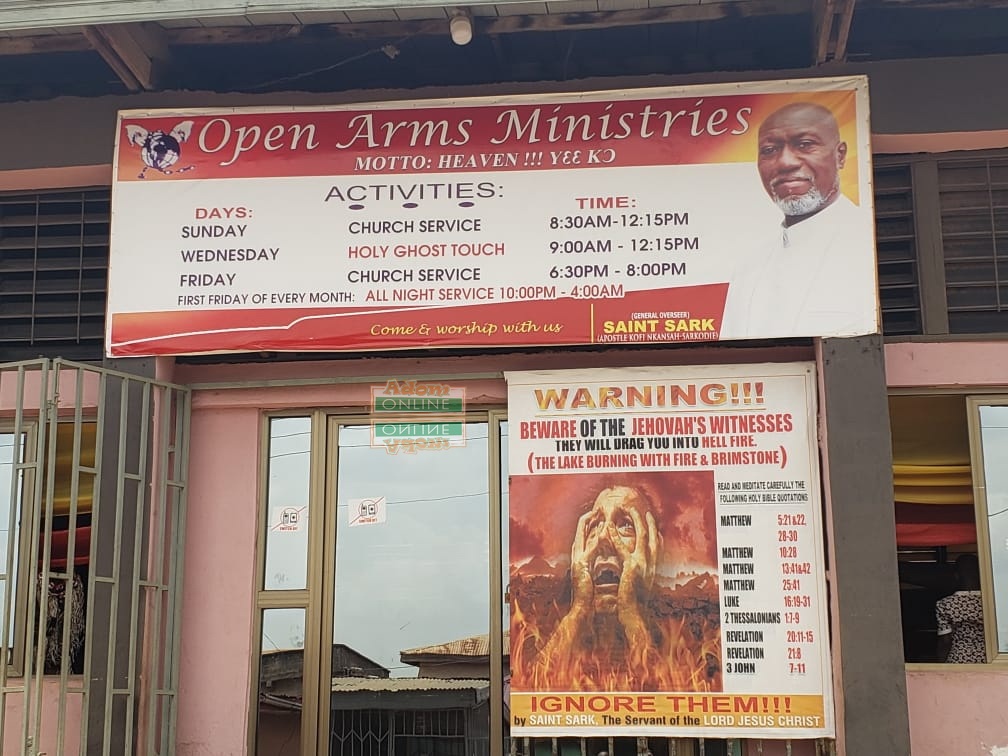 Open Arms Ministries
MOTTO: HEAVEN !!! YƐƐ KƆ
ACTIVITIES:
DAYS: TIME:
SUNDAY CHURCH SERVICE 8:30AM-12:15PM
WEDNESDAY HOLY GHOST TOUCH 9:00AM - 12:15PM
FRIDAY CHURCH SERVICE 6:30PM - 8:00PM
FIRST FRIDAY OF EVERY MONTH: ALL NIGHT SERVICE 10:00PM - 4:00AM
Come & worship with us
(GENERAL OVERSEER)
SAINT SARK
(APOSTLE KOFI NKANSAH-SARKODIE)
Adom
ONLINE
WARNING!!!
BEWARE OF THE JEHOVAH'S WITNESSES
THEY WILL DRAG YOU INTO HELL FIRE.
(THE LAKE BURNING WITH FIRE & BRIMSTONE)
READ AND MEDITATE CAREFULLY THE
FOLLOWING HOLY BIBLE QUOTATIONS
MATTHEW 5:21 &22,
28-30
MATTHEW 10:28
MATTHEW 13:41&42
MATTHEW 25:41
LUKE 16:19-31
2 THESSALONIANS 1:7-9
REVELATION 20:11-15
REVELATION 21:8
3 JOHN 7-11
IGNORE THEM!!!
by SAINT SARK, The Servant of the LORD JESUS CHRIST